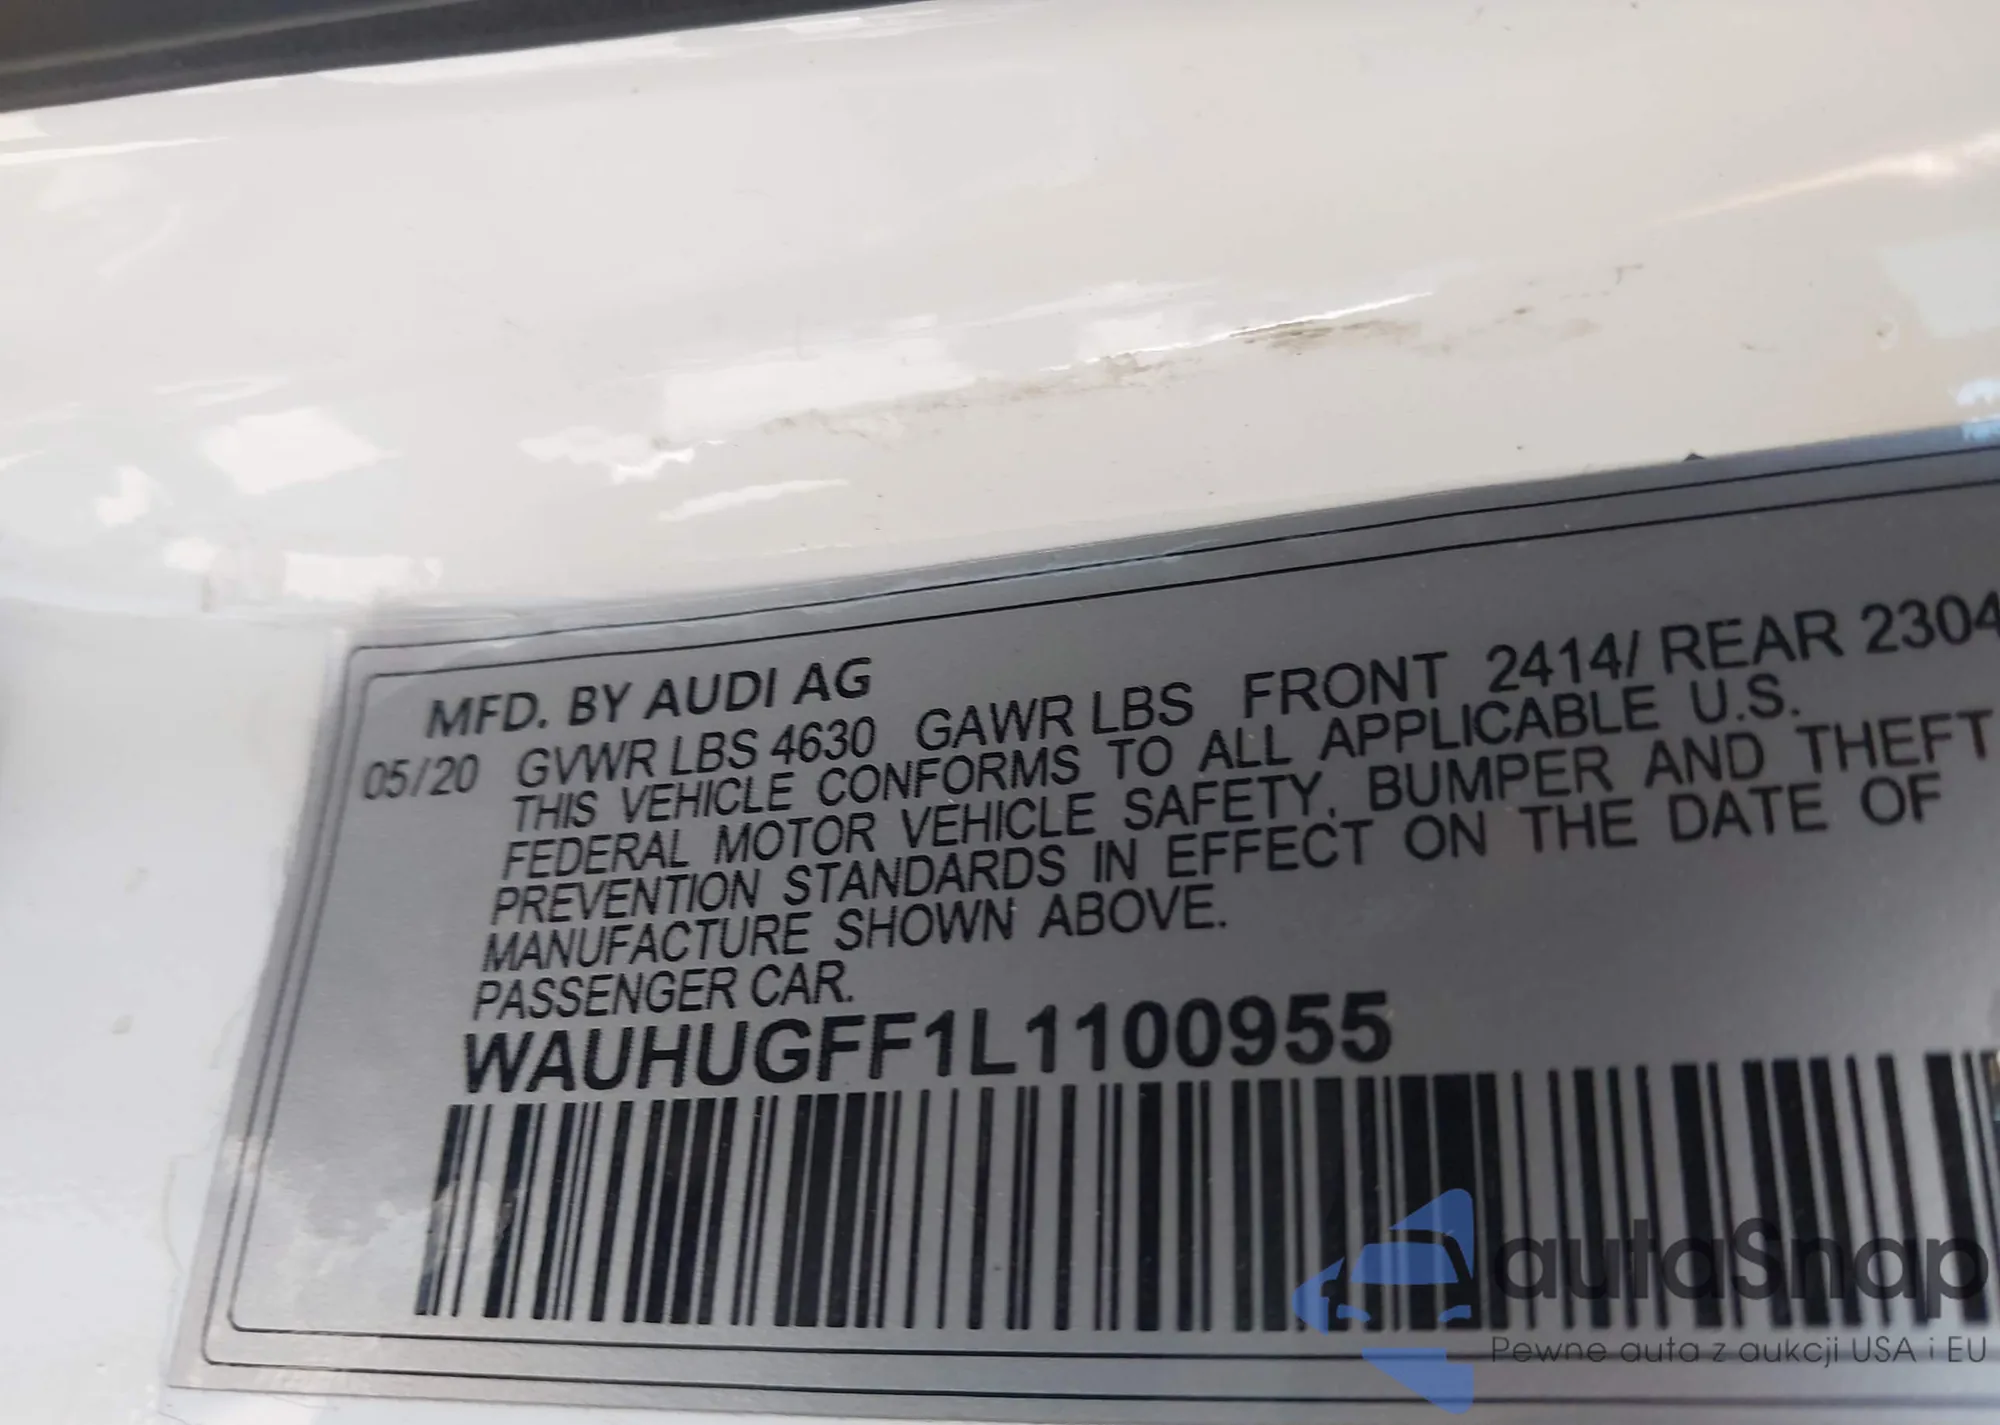 MFD. BY AUDI AG
05/20 GVWR LBS 4630 GAWR LBS FRONT 2414/ REAR 2304
THIS VEHICLE CONFORMS TO ALL APPLICABLE U.S.
FEDERAL MOTOR VEHICLE SAFETY, BUMPER AND THEFT
PREVENTION STANDARDS IN EFFECT ON THE DATE OF
MANUFACTURE SHOWN ABOVE.
PASSENGER CAR.
WAUHUGFF1L1100955
autaSnap
Pewne auta z aukcji USA i EU